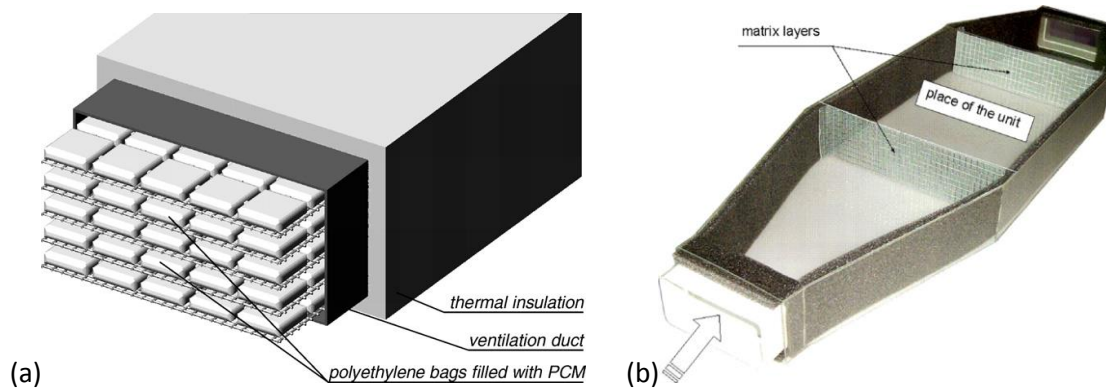 thermal insulation
ventilation duct
polyethylene bags filled with PCM
(a)
matrix layers
place of the unit
(b)